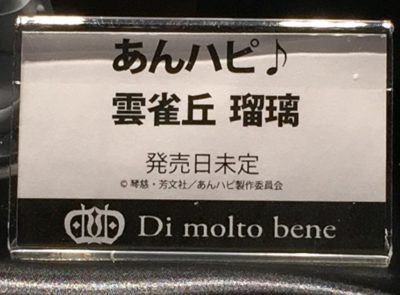 あんハピ♪
雲雀丘 瑠璃
発売日未定
© 琴慈・芳文社／あんハピ製作委員会
Di molto bene